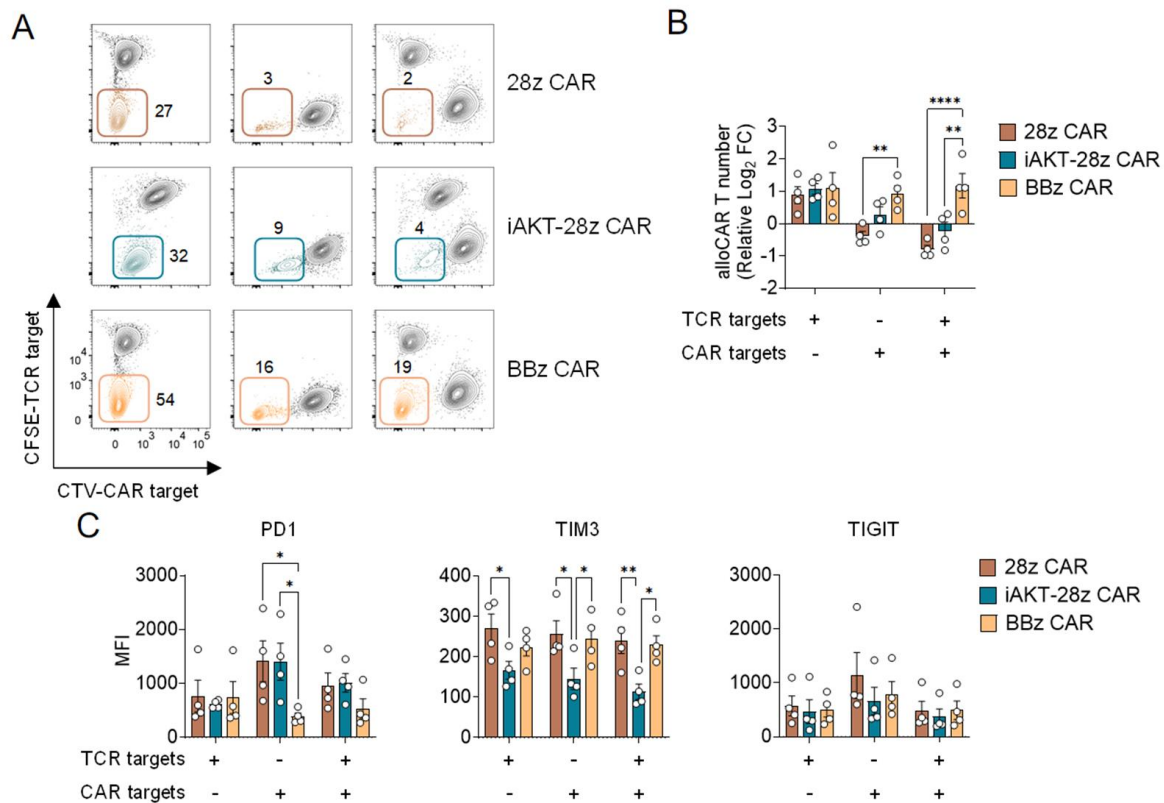 A
27
3
2
28z CAR
32
9
4
iAKT-28z CAR
54
16
19
BBz CAR
10⁴
10³
0
0 10³ 10⁴ 10⁵
CFSE-TCR target
CTV-CAR target
B
alloCAR T number
(Relative Log₂ FC)
3
2
1
0
-1
-2
**
****
**
28z CAR
iAKT-28z CAR
BBz CAR
TCR targets + - +
CAR targets - + +
C
PD1
MFI
3000
2000
1000
0
*
*
TCR targets + - +
CAR targets - + +
TIM3
400
300
200
100
0
*
* *
**
*
+ - +
- + +
TIGIT
3000
2000
1000
0
+ - +
- + +
28z CAR
iAKT-28z CAR
BBz CAR